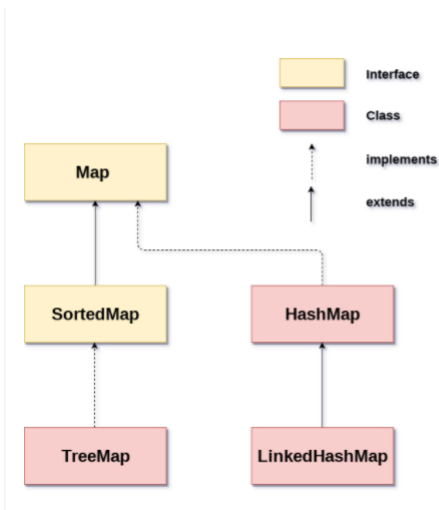 Interface
Class
implements
extends
Map
SortedMap
HashMap
TreeMap
LinkedHashMap